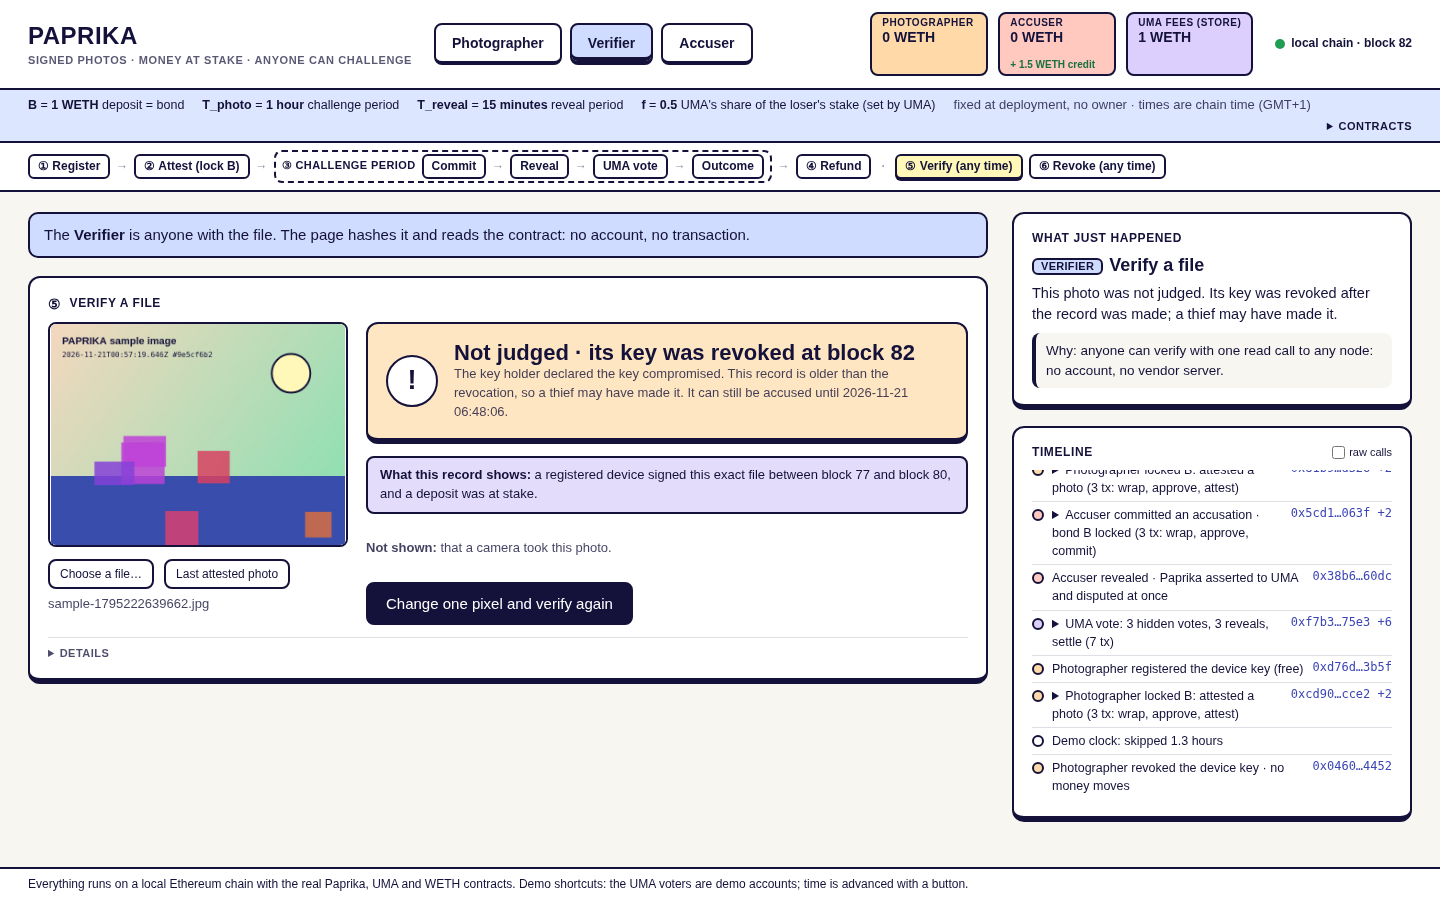 PAPRIKA
SIGNED PHOTOS · MONEY AT STAKE · ANYONE CAN CHALLENGE
Photographer
Verifier
Accuser
PHOTOGRAPHER
0 WETH
ACCUSER
0 WETH
+ 1.5 WETH credit
UMA FEES (STORE)
1 WETH
local chain · block 82
B = 1 WETH deposit = bond T_photo = 1 hour challenge period T_reveal = 15 minutes reveal period f = 0.5 UMA's share of the loser's stake (set by UMA) fixed at deployment, no owner · times are chain time (GMT+1)
▶ CONTRACTS
① Register → ② Attest (lock B) → ③ CHALLENGE PERIOD Commit → Reveal → UMA vote → Outcome → ④ Refund · ⑤ Verify (any time) ⑥ Revoke (any time)
The Verifier is anyone with the file. The page hashes it and reads the contract: no account, no transaction.
⑤ VERIFY A FILE
PAPRIKA sample image
2026-11-21T00:57:19.646Z #9e5cf6b2
Choose a file…
Last attested photo
sample-1795222639662.jpg
!
Not judged · its key was revoked at block 82
The key holder declared the key compromised. This record is older than the
revocation, so a thief may have made it. It can still be accused until 2026-11-21
06:48:06.
What this record shows: a registered device signed this exact file between block 77 and block 80,
and a deposit was at stake.
Not shown: that a camera took this photo.
Change one pixel and verify again
▶ DETAILS
WHAT JUST HAPPENED
VERIFIER Verify a file
This photo was not judged. Its key was revoked after
the record was made; a thief may have made it.
Why: anyone can verify with one read call to any node:
no account, no vendor server.
TIMELINE
raw calls
▶ Photographer locked B: attested a
photo (3 tx: wrap, approve, attest)
▶ Accuser committed an accusation · 0x5cd1…063f +2
bond B locked (3 tx: wrap, approve,
commit)
Accuser revealed · Paprika asserted to UMA 0x38b6…60dc
and disputed at once
▶ UMA vote: 3 hidden votes, 3 reveals, 0xf7b3…75e3 +6
settle (7 tx)
Photographer registered the device key (free) 0xd76d…3b5f
▶ Photographer locked B: attested a 0xcd90…cce2 +2
photo (3 tx: wrap, approve, attest)
Demo clock: skipped 1.3 hours
Photographer revoked the device key · no 0x0460…4452
money moves
Everything runs on a local Ethereum chain with the real Paprika, UMA and WETH contracts. Demo shortcuts: the UMA voters are demo accounts; time is advanced with a button.